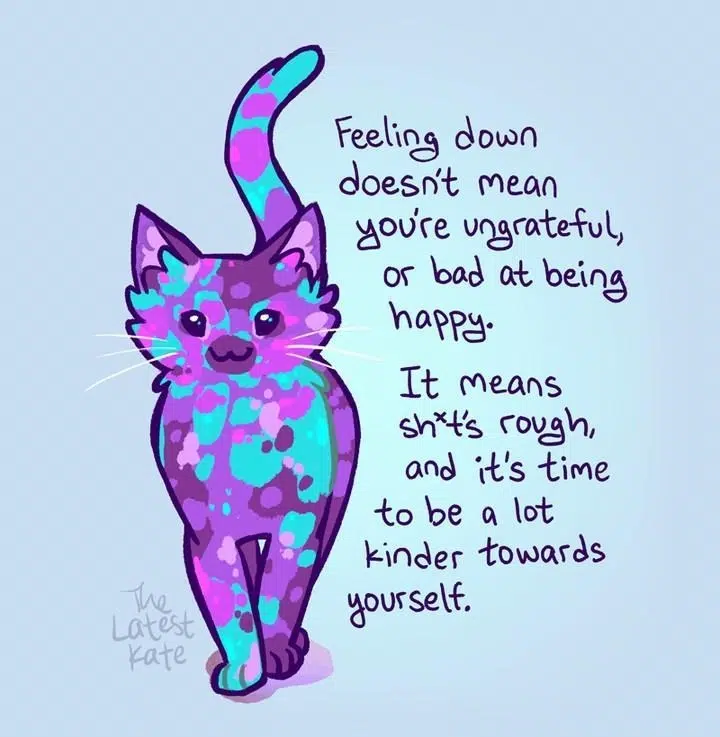 Feeling down
doesn't mean
you're ungrateful,
or bad at being
happy.
It means
sh*t's rough,
and it's time
to be a lot
kinder towards
yourself.
The
Latest
Kate